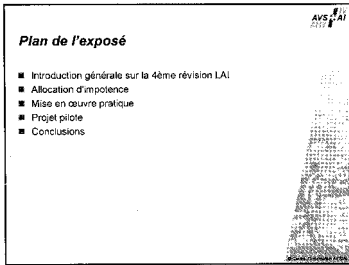 AVS AI
Plan de l'exposé
Introduction générale sur la 4ème révision LAI
Allocation d'impotence
Mise en œuvre pratique
Projet pilote
Conclusions